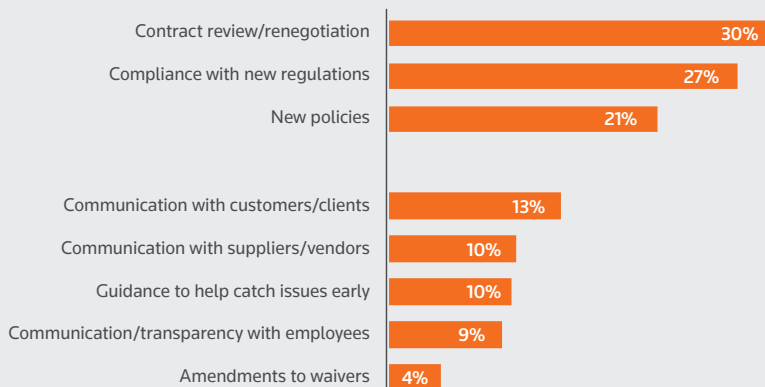 Contract review/renegotiation 30%
Compliance with new regulations 27%
New policies 21%
Communication with customers/clients 13%
Communication with suppliers/vendors 10%
Guidance to help catch issues early 10%
Communication/transparency with employees 9%
Amendments to waivers 4%